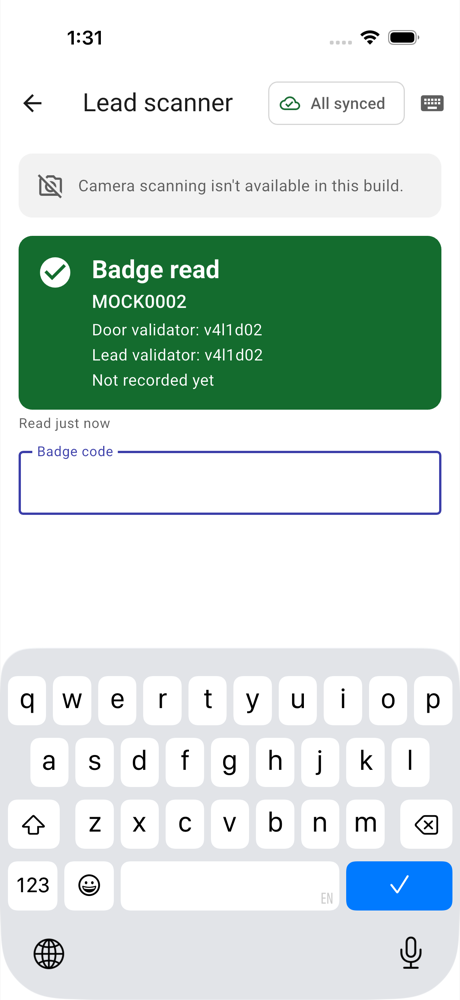 1:31
Lead scanner
All synced
Camera scanning isn't available in this build.
Badge read
MOCK0002
Door validator: v4l1d02
Lead validator: v4l1d02
Not recorded yet
Read just now
Badge code
q w e r t y u i o p
a s d f g h j k l
z x c v b n m
123
EN